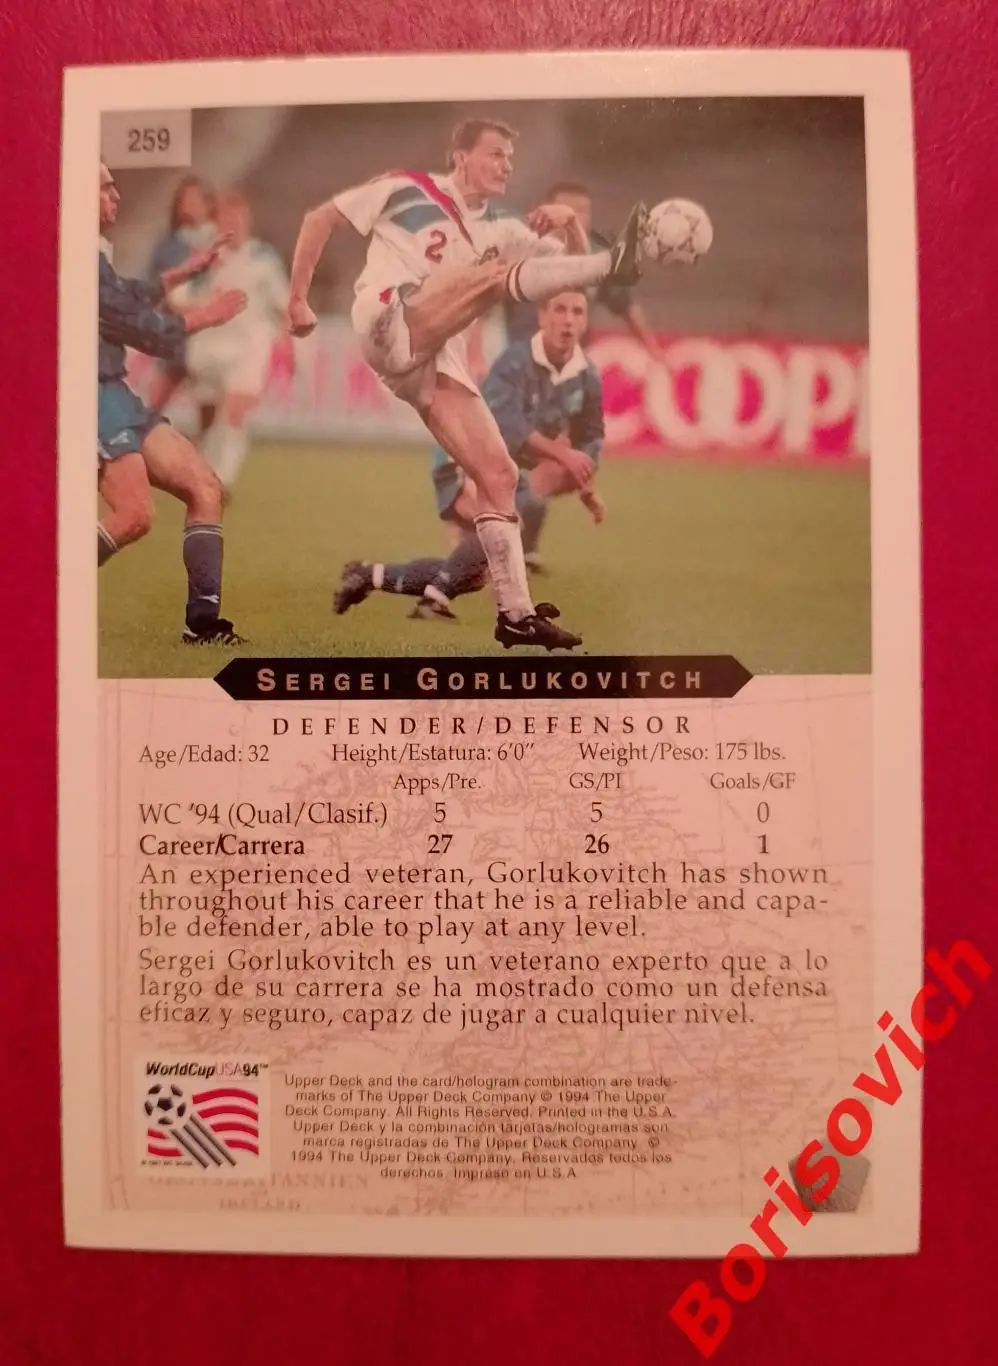 259
2
COOP
SERGEI GORLUKOVITCH
DEFENDER/DEFENSOR
Age/Edad: 32 Height/Estatura: 6'0" Weight/Peso: 175 lbs.
Apps/Pre. GS/PI Goals/GF
WC '94 (Qual/Clasif.) 5 5 0
Career/Carrera 27 26 1
An experienced veteran, Gorlukovitch has shown
throughout his career that he is a reliable and capa-
ble defender, able to play at any level.
Sergei Gorlukovitch es un veterano experto que a lo
largo de su carrera se ha mostrado como un defensa
eficaz y seguro, capaz de jugar a cualquier nivel.
WorldCupUSA94™
Upper Deck and the card/hologram combination are trade-
marks of The Upper Deck Company © 1994 The Upper
Deck Company. All Rights Reserved. Printed in the U.S.A.
Upper Deck y la combinación tarjetas/hologramas son
marca registradas de The Upper Deck Company. ©
1994 The Upper Deck Company. Reservados todos los
derechos. Impreso en U.S.A
IRELAND
Borisovich